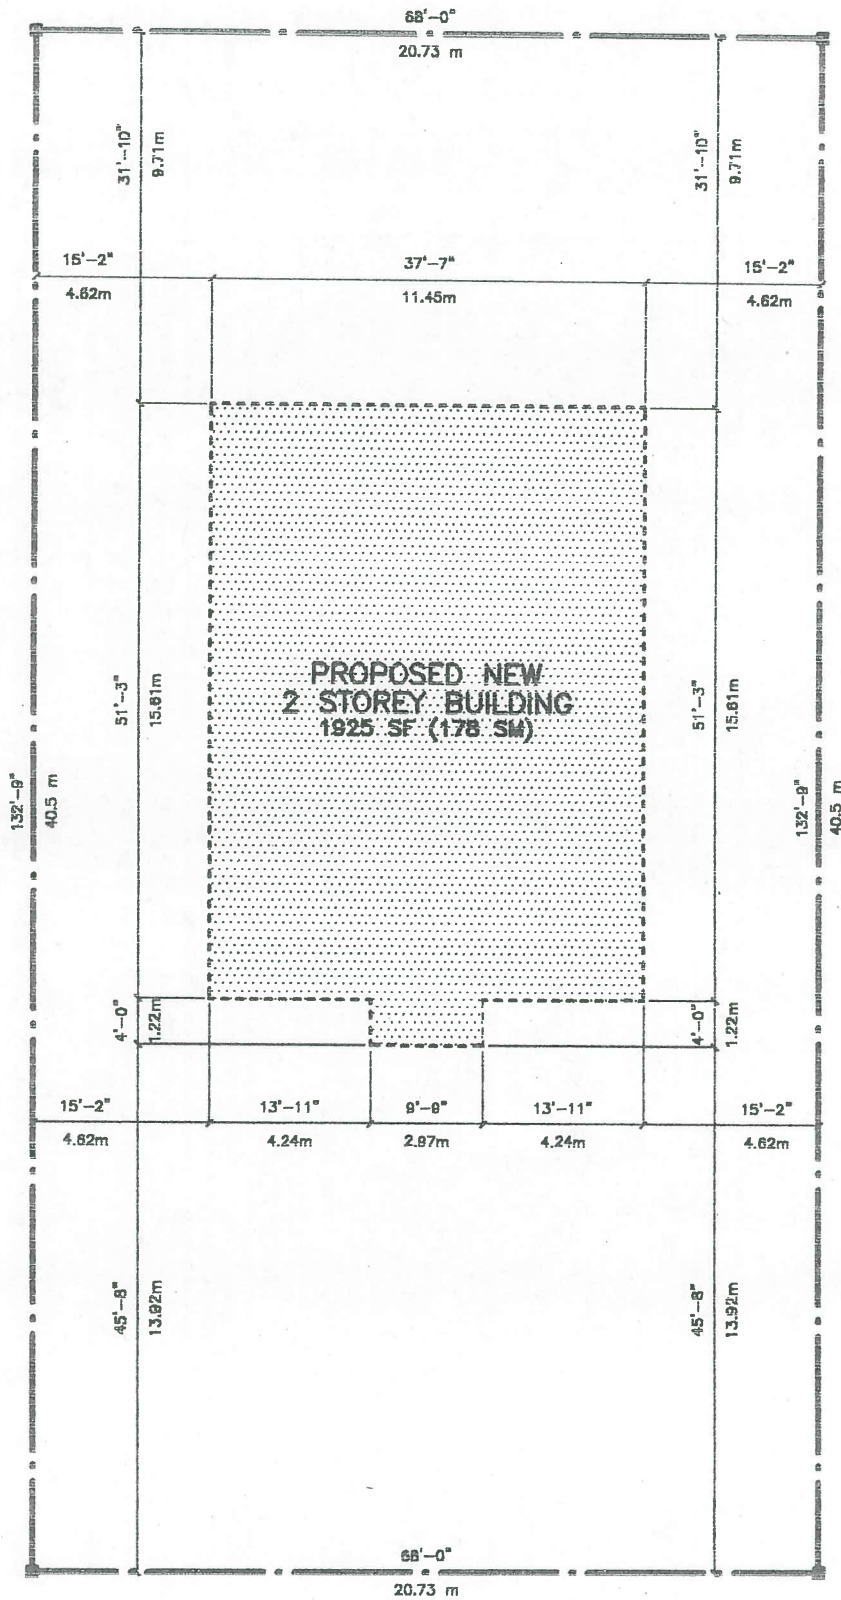 68'-0"
20.73 m
31'-10"
9.71m
31'-10"
9.71m
15'-2"
4.62m
37'-7"
11.45m
15'-2"
4.62m
51'-3"
15.61m
PROPOSED NEW
2 STOREY BUILDING
1925 SF (178 SM)
51'-3"
15.61m
132'-9"
40.5 m
132'-9"
40.5 m
4'-0"
1.22m
4'-0"
1.22m
15'-2"
4.62m
13'-11"
4.24m
9'-9"
2.97m
13'-11"
4.24m
15'-2"
4.62m
45'-8"
13.92m
45'-8"
13.92m
68'-0"
20.73 m